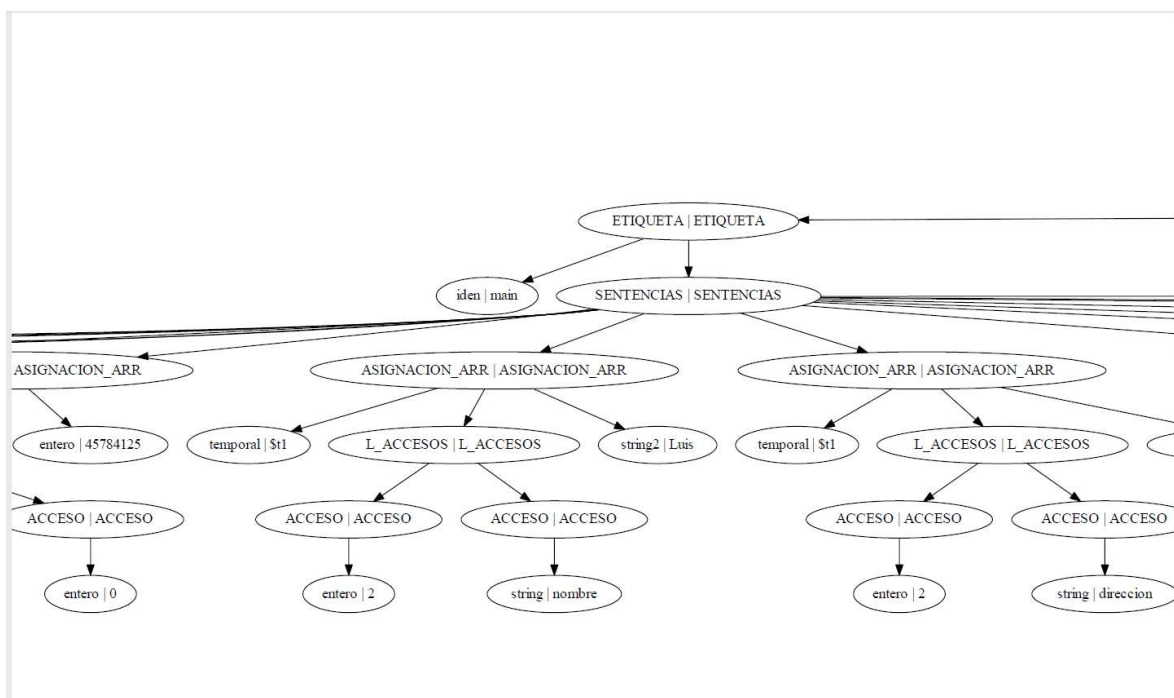 ETIQUETA | ETIQUETA
iden | main
SENTENCIAS | SENTENCIAS
ASIGNACION_ARR
ASIGNACION_ARR | ASIGNACION_ARR
ASIGNACION_ARR | ASIGNACION_ARR
entero | 45784125
temporal | $t1
L_ACCESOS | L_ACCESOS
string2 | Luis
temporal | $t1
L_ACCESOS | L_ACCESOS
ACCESO | ACCESO
ACCESO | ACCESO
ACCESO | ACCESO
ACCESO | ACCESO
ACCESO | ACCESO
entero | 0
entero | 2
string | nombre
entero | 2
string | direccion